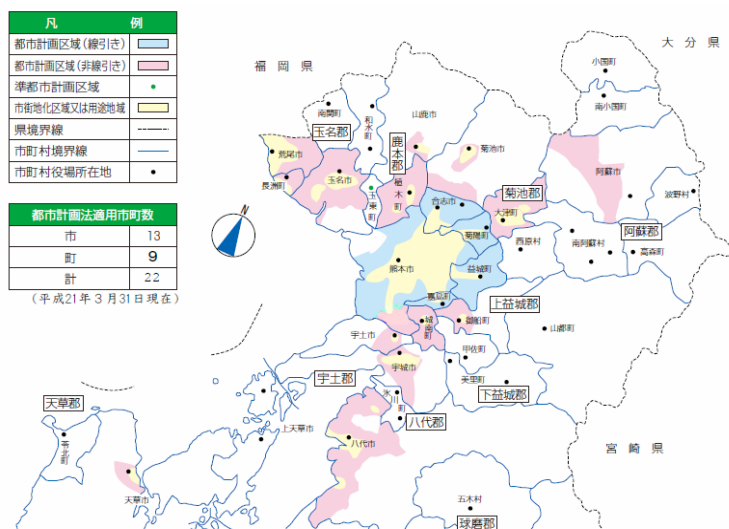 凡 例
都市計画区域(線引き)
都市計画区域(非線引き)
準都市計画区域
市街地化区域又は用途地域
県境界線
市町村境界線
市町村役場所在地
都市計画法適用市町数
市 13
町 9
計 22
(平成21年3月31日現在)
N
福岡県
大分県
宮崎県
小国町
南小国町
南関町
和水町
山鹿市
玉名郡
鹿本郡
荒尾市
長洲町
玉名市
玉東町
植木町
菊池市
合志市
菊池郡
大津町
菊陽町
阿蘇市
波野村
阿蘇郡
西原村
南阿蘇村
高森町
熊本市
益城町
嘉島町
上益城郡
宇土市
城南町
御船町
山都町
甲佐町
宇土郡
宇城市
美里町
下益城郡
氷川町
八代郡
天草郡
苓北町
上天草市
八代市
天草市
五木村
球磨郡